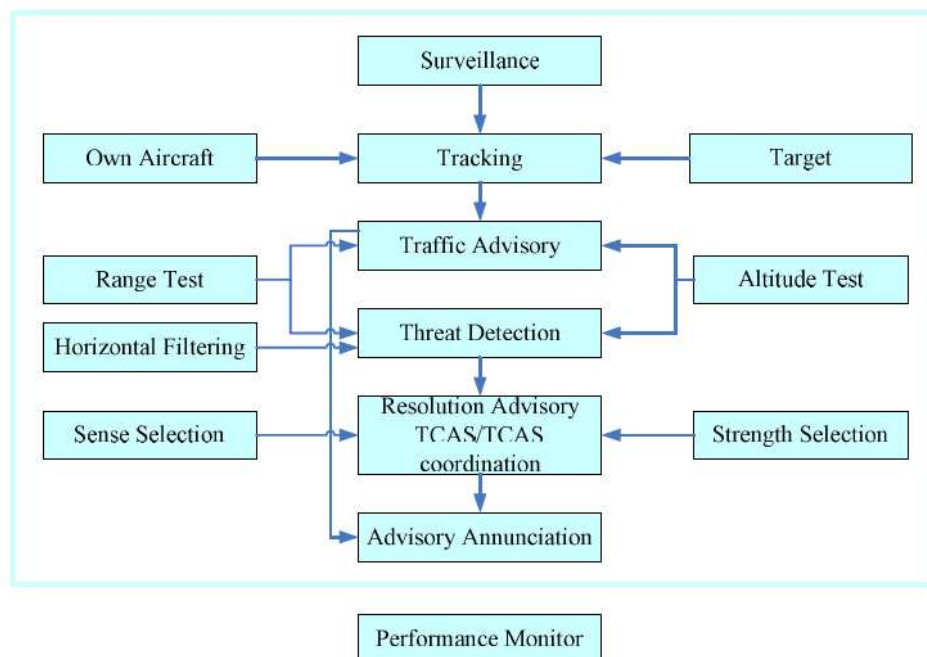 Surveillance
Own Aircraft
Tracking
Target
Traffic Advisory
Range Test
Altitude Test
Threat Detection
Horizontal Filtering
Resolution Advisory
TCAS/TCAS
coordination
Sense Selection
Strength Selection
Advisory Annunciation
Performance Monitor